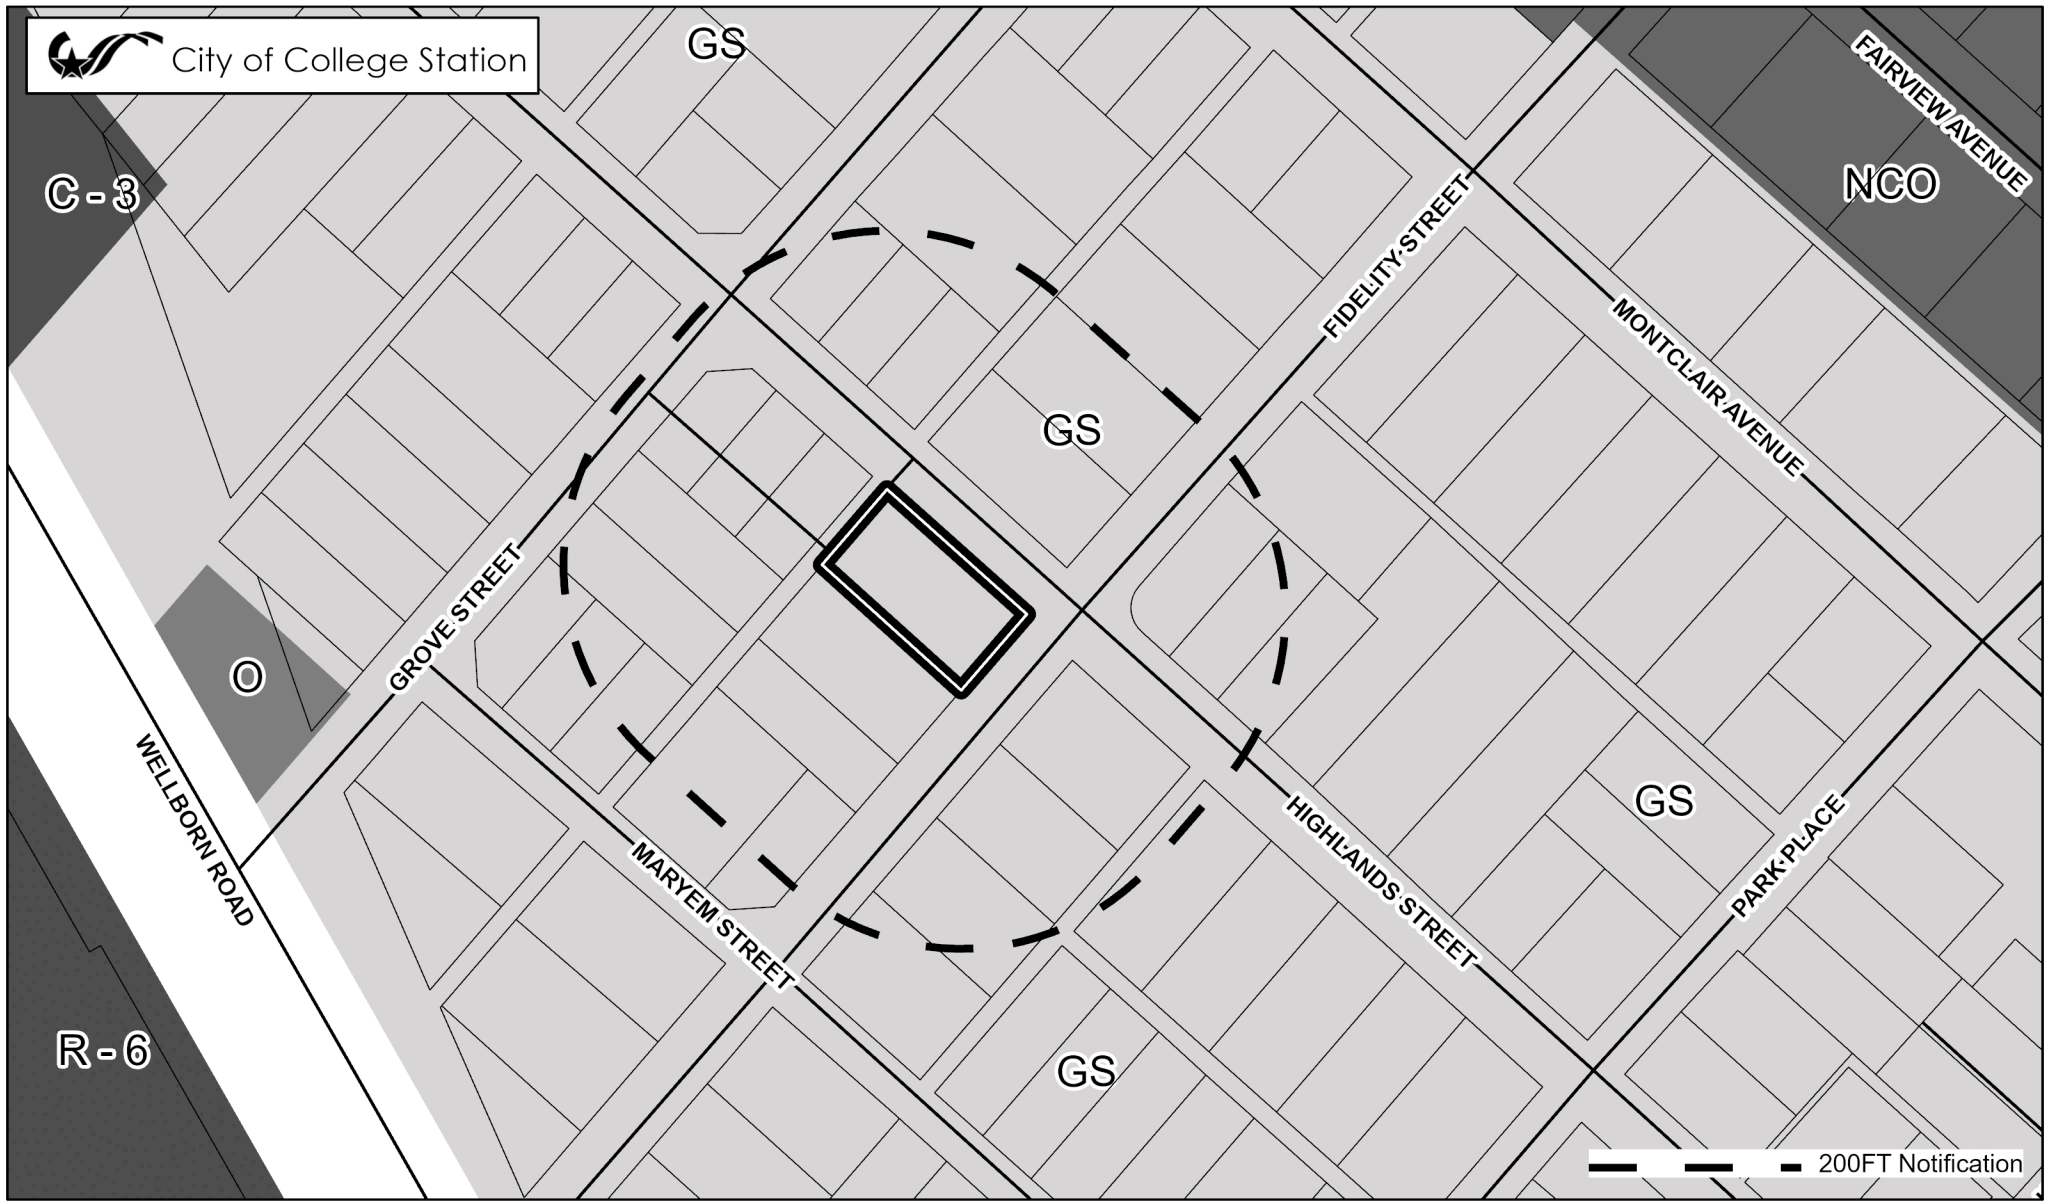 City of College Station
GS
FAIRVIEW AVENUE
C - 3
NCO
FIDELITY STREET
MONTCLAIR AVENUE
GS
GROVE STREET
O
WELLBORN ROAD
GS
HIGHLANDS STREET
PARK PLACE
MARYEM STREET
R - 6
GS
200FT Notification